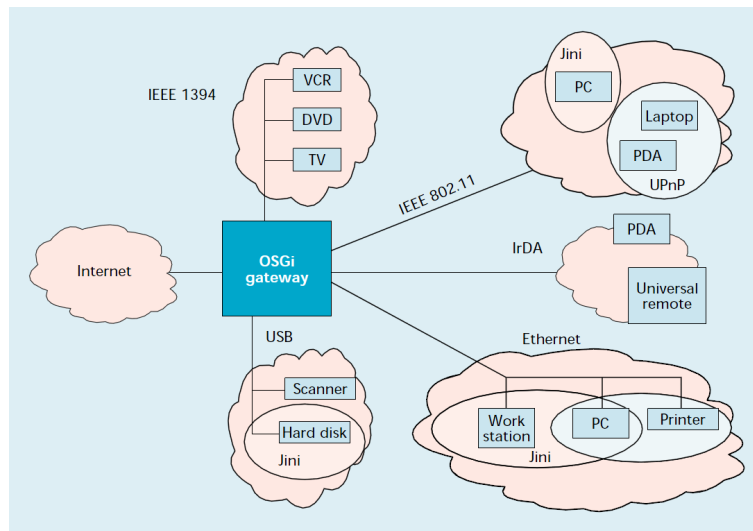 IEEE 1394
VCR
DVD
TV
Jini
PC
Laptop
PDA
UPnP
IEEE 802.11
Internet
OSGi
gateway
IrDA
PDA
Universal
remote
USB
Scanner
Hard disk
Jini
Ethernet
Work
station
PC
Printer
Jini